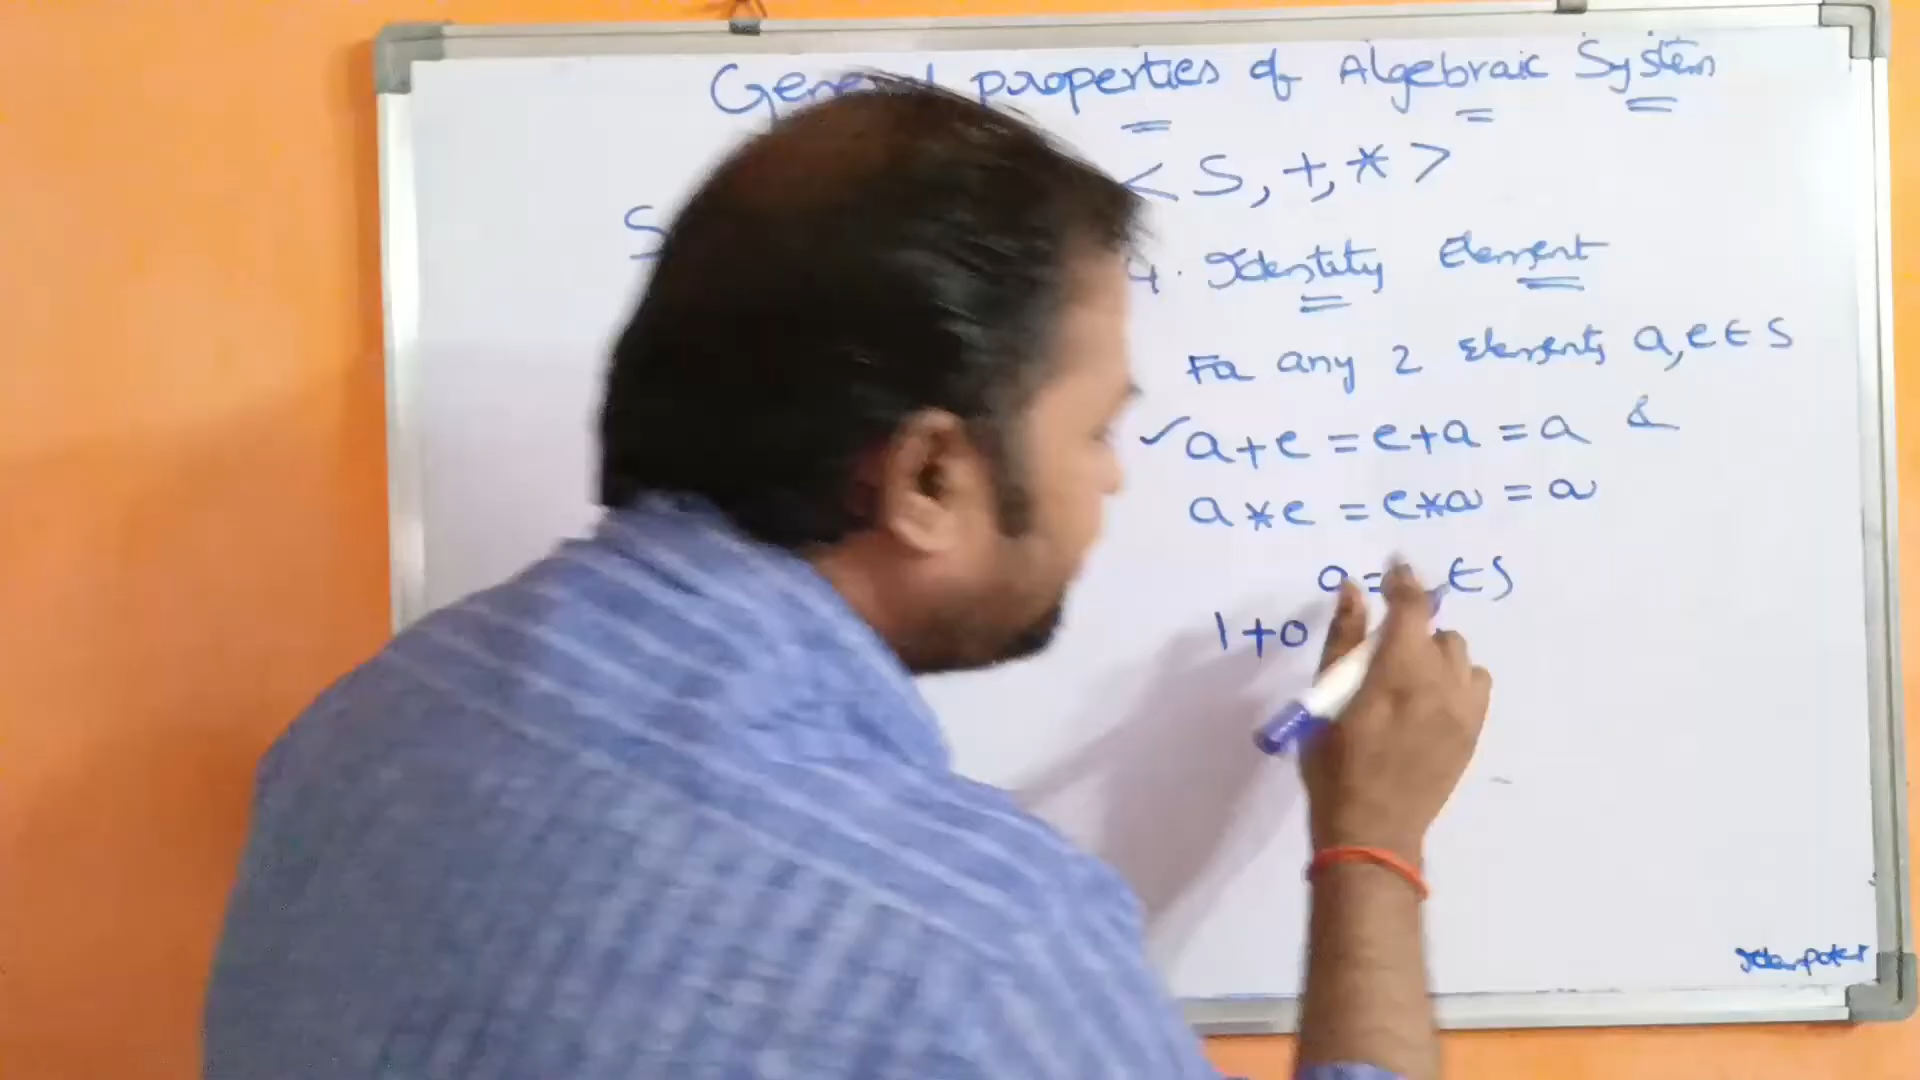 General properties of Algebraic System
< S, +, * >
S
4. Identity Element
For any 2 elements a, e ∈ S
✓ a + e = e + a = a &
a * e = e * a = a
a = ∈ S
1 + 0